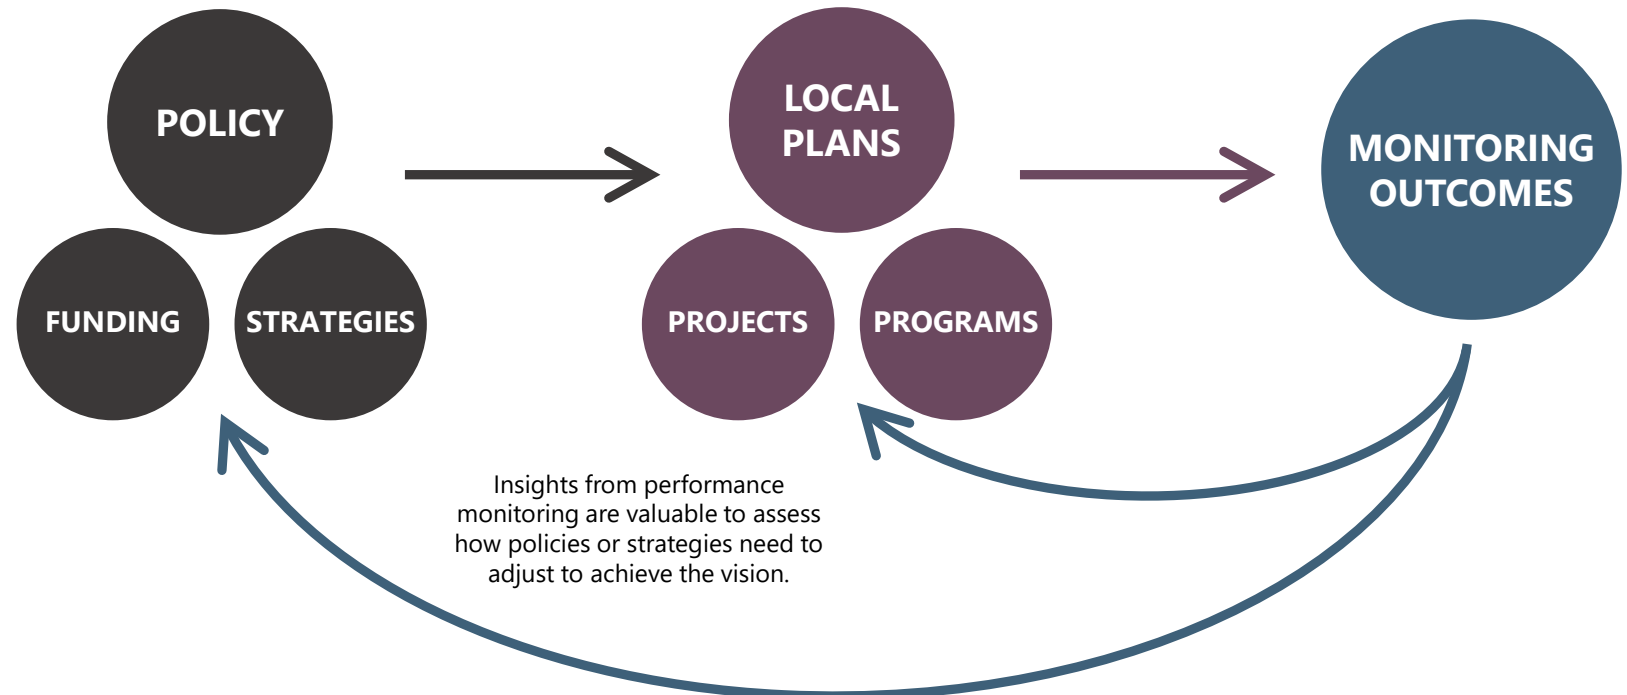 POLICY
FUNDING
STRATEGIES
LOCAL
PLANS
PROJECTS
PROGRAMS
MONITORING
OUTCOMES
Insights from performance
monitoring are valuable to assess
how policies or strategies need to
adjust to achieve the vision.